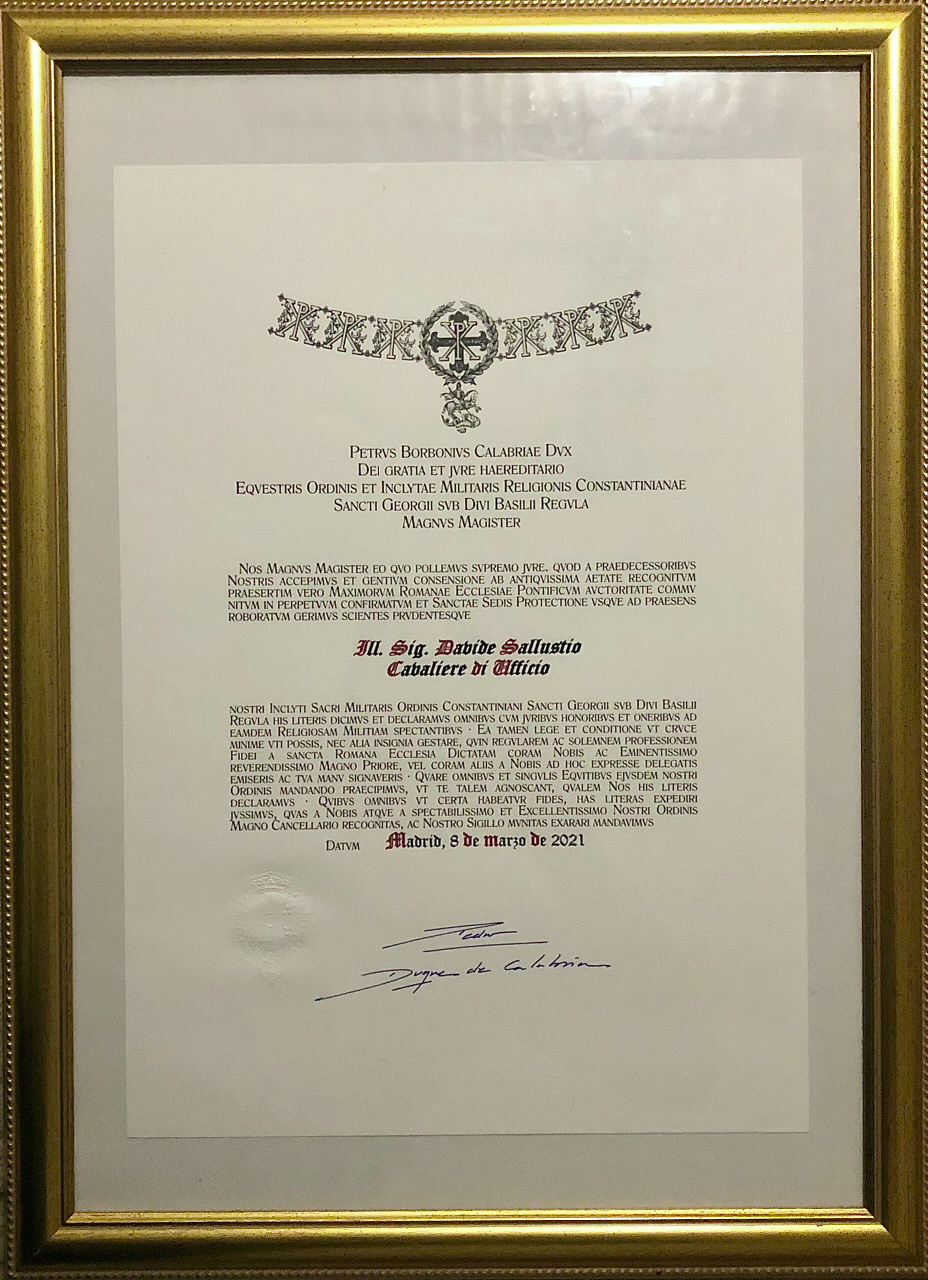 PETRVS BORBONIVS CALABRIAE DVX
DEI GRATIA ET JVRE HAEREDITARIO
EQVESTRIS ORDINIS ET INCLYTAE MILITARIS RELIGIONIS CONSTANTINIANAE
SANCTI GEORGII SVB DIVI BASILII REGVLA
MAGNVS MAGISTER
NOS MAGNVS MAGISTER EO QVO POLLEMVS SVPREMO JVRE. QVOD A PRAEDECESSORIBVS
NOSTRIS ACCEPIMVS ET GENTIVM CONSENSIONE AB ANTIQVISSIMA AETATE RECOGNITVM
PRAESERTIM VERO MAXIMORVM ROMANAE ECCLESIAE PONTIFICVM AVCTORITATE COMMV
NITVM IN PERPETVVM CONFIRMATVM ET SANCTAE SEDIS PROTECTIONE VSQVE AD PRAESENS
ROBORATVM GERIMVS SCIENTES PRVDENTESQVE
Ill. Sig. Davide Sallustio
Cavaliere di Ufficio
NOSTRI INCLYTI SACRI MILITARIS ORDINIS CONSTANTINIANI SANCTI GEORGII SVB DIVI BASILII
REGVLA HIS LITERIS DICIMVS ET DECLARAMVS OMNIBVS CVM JVRIBVS HONORIBVS ET ONERIBVS AD
EAMDEM RELIGIOSAM MILITIAM SPECTANTIBVS · EA TAMEN LEGE ET CONDITIONE VT CRVCE
MINIME VTI POSSIS, NEC ALIA INSIGNIA GESTARE, QVIN REGVLAREM AC SOLEMNEM PROFESSIONEM
FIDEI A SANCTA ROMANA ECCLESIA DICTATAM CORAM NOBIS AC EMINENTISSIMO
REVERENDISSIMO MAGNO PRIORE, VEL CORAM ALIIS A NOBIS AD HOC EXPRESSE DELEGATIS
EMISERIS AC TVA MANV SIGNAVERIS · QVARE OMNIBVS ET SINGVLIS EQVITIBVS EJVSDEM NOSTRI
ORDINIS MANDANDO PRAECIPIMVS, VT TE TALEM AGNOSCANT, QVALEM NOS HIS LITERIS
DECLARAMVS · QVIBVS OMNIBVS VT CERTA HABEATVR FIDES, HAS LITERAS EXPEDIRI
JVSSIMVS, QVAS A NOBIS ATQVE A SPECTABILISSIMO ET EXCELLENTISSIMO NOSTRI ORDINIS
MAGNO CANCELLARIO RECOGNITAS, AC NOSTRO SIGILLO MVNITAS EXARARI MANDAVIMVS
DATVM Madrid, 8 de marzo de 2021
Pedro
Duque de Calabria